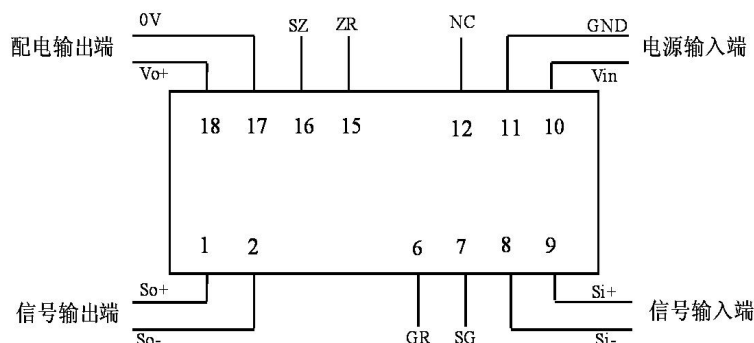 0V SZ ZR NC GND
配电输出端 电源输入端
Vo+ Vin
18 17 16 15 12 11 10
1 2 6 7 8 9
So+ Si+
信号输出端 信号输入端
So- GR SG Si-